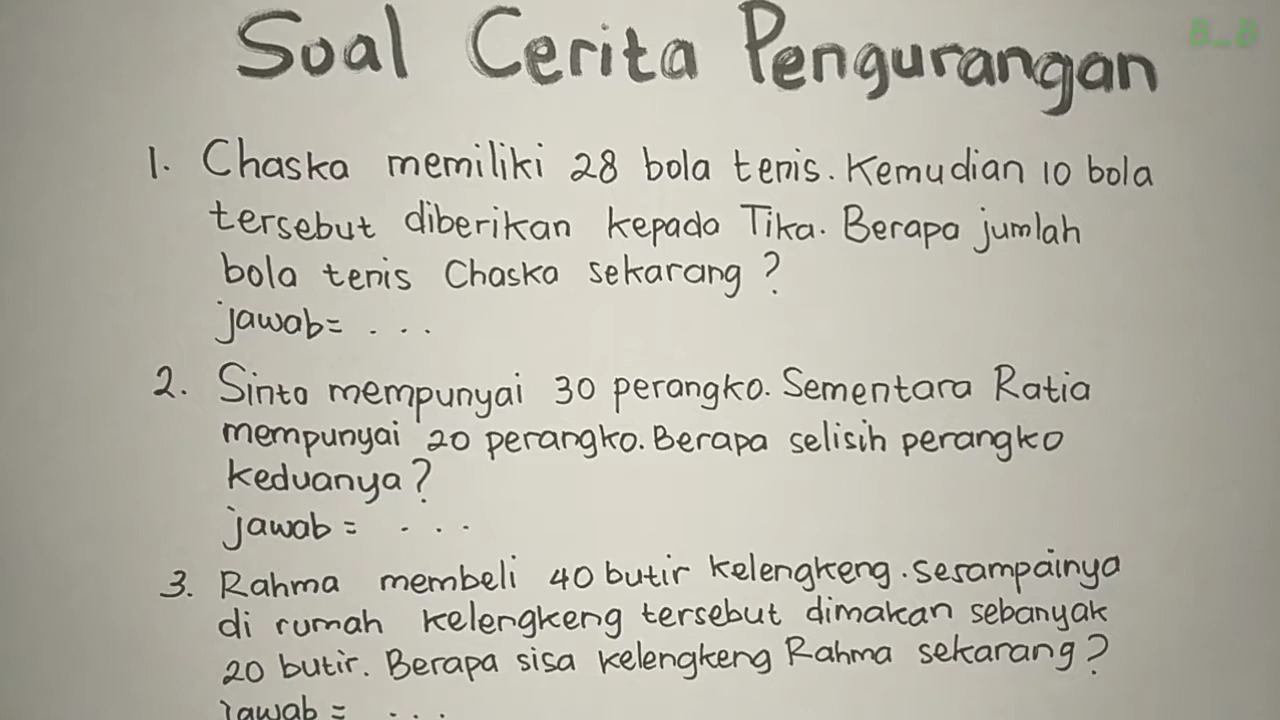 Soal Cerita Pengurangan
B_B
1. Chaska memiliki 28 bola tenis. Kemudian 10 bola
tersebut diberikan kepada Tika. Berapa jumlah
bola tenis Chaska sekarang ?
jawab= ...
2. Sinto mempunyai 30 perangko. Sementara Ratia
mempunyai 20 perangko. Berapa selisih perangko
keduanya ?
jawab = ...
3. Rahma membeli 40 butir kelengkeng. Sesampainya
di rumah kelengkeng tersebut dimakan sebanyak
20 butir. Berapa sisa kelengkeng Rahma sekarang ?
jawab = ...